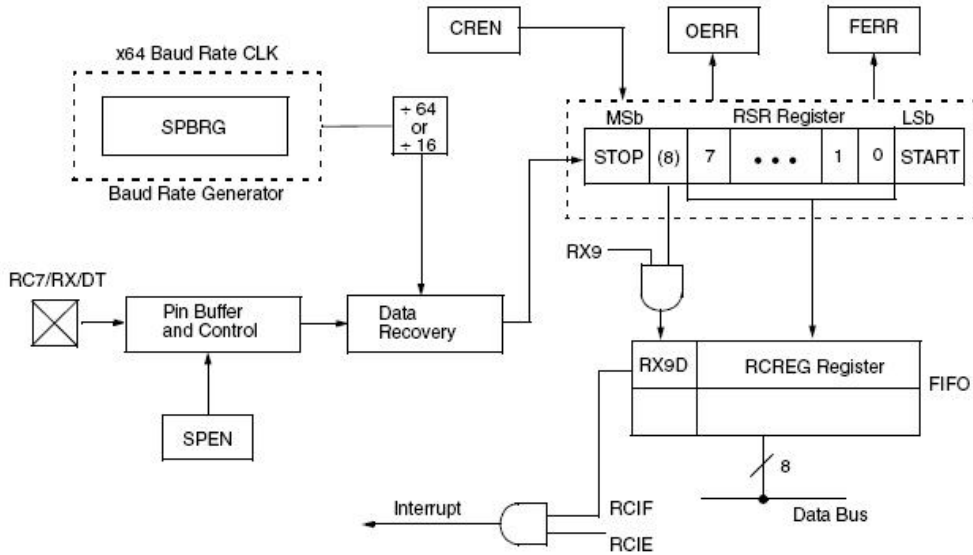 CREN
OERR
FERR
x64 Baud Rate CLK
SPBRG
Baud Rate Generator
÷ 64
or
÷ 16
MSb
RSR Register
LSb
STOP
(8)
7
• • •
1
0
START
RX9
RC7/RX/DT
Pin Buffer
and Control
Data
Recovery
SPEN
RX9D
RCREG Register
FIFO
8
Data Bus
Interrupt
RCIF
RCIE